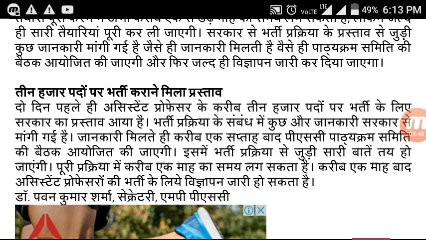 49% 6:13 PM
ही सारी तैयारियां पूरी कर ली जाएगी। सरकार से भर्ती प्रक्रिया के प्रस्ताव से जुड़ी
कुछ जानकारी मांगी गई है जैसे ही जानकारी मिलती है वैसे ही पाठ्यक्रम समिति की
बैठक आयोजित की जाएगी और फिर जल्द ही विज्ञापन जारी कर दिया जाएगा।
तीन हजार पदों पर भर्ती कराने मिला प्रस्ताव
दो दिन पहले ही असिस्टेंट प्रोफेसर के करीब तीन हजार पदों पर भर्ती के लिए
सरकार का प्रस्ताव आया है। भर्ती प्रक्रिया के संबंध में कुछ और जानकारी सरकार से
मांगी गई है। जानकारी मिलते ही करीब एक सप्ताह बाद पीएससी पाठ्यक्रम समिति
की बैठक आयोजित की जाएगी। इसमें भर्ती प्रक्रिया से जुड़ी सारी बातें तय हो
जाएंगी। पूरी प्रक्रिया में करीब एक माह का समय लग सकता है। करीब एक माह बाद
असिस्टेंट प्रोफेसरों की भर्ती के लिये विज्ञापन जारी हो सकता है।
डॉ. पवन कुमार शर्मा, सेक्रेटरी, एमपी पीएससी